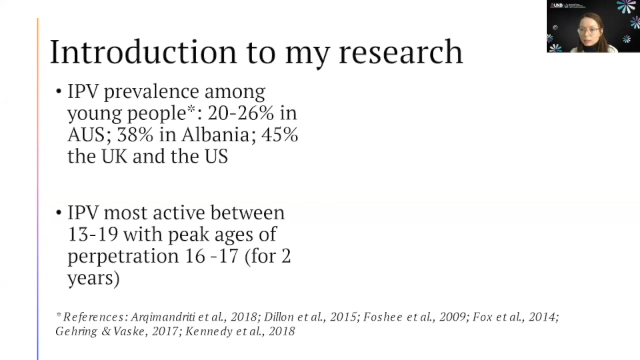 Introduction to my research
• IPV prevalence among
young people*: 20-26% in
AUS; 38% in Albania; 45%
the UK and the US
• IPV most active between
13-19 with peak ages of
perpetration 16 -17 (for 2
years)
* References: Arqimandriti et al., 2018; Dillon et al., 2015; Foshee et al., 2009; Fox et al., 2014;
Gehring & Vaske, 2017; Kennedy et al., 2018